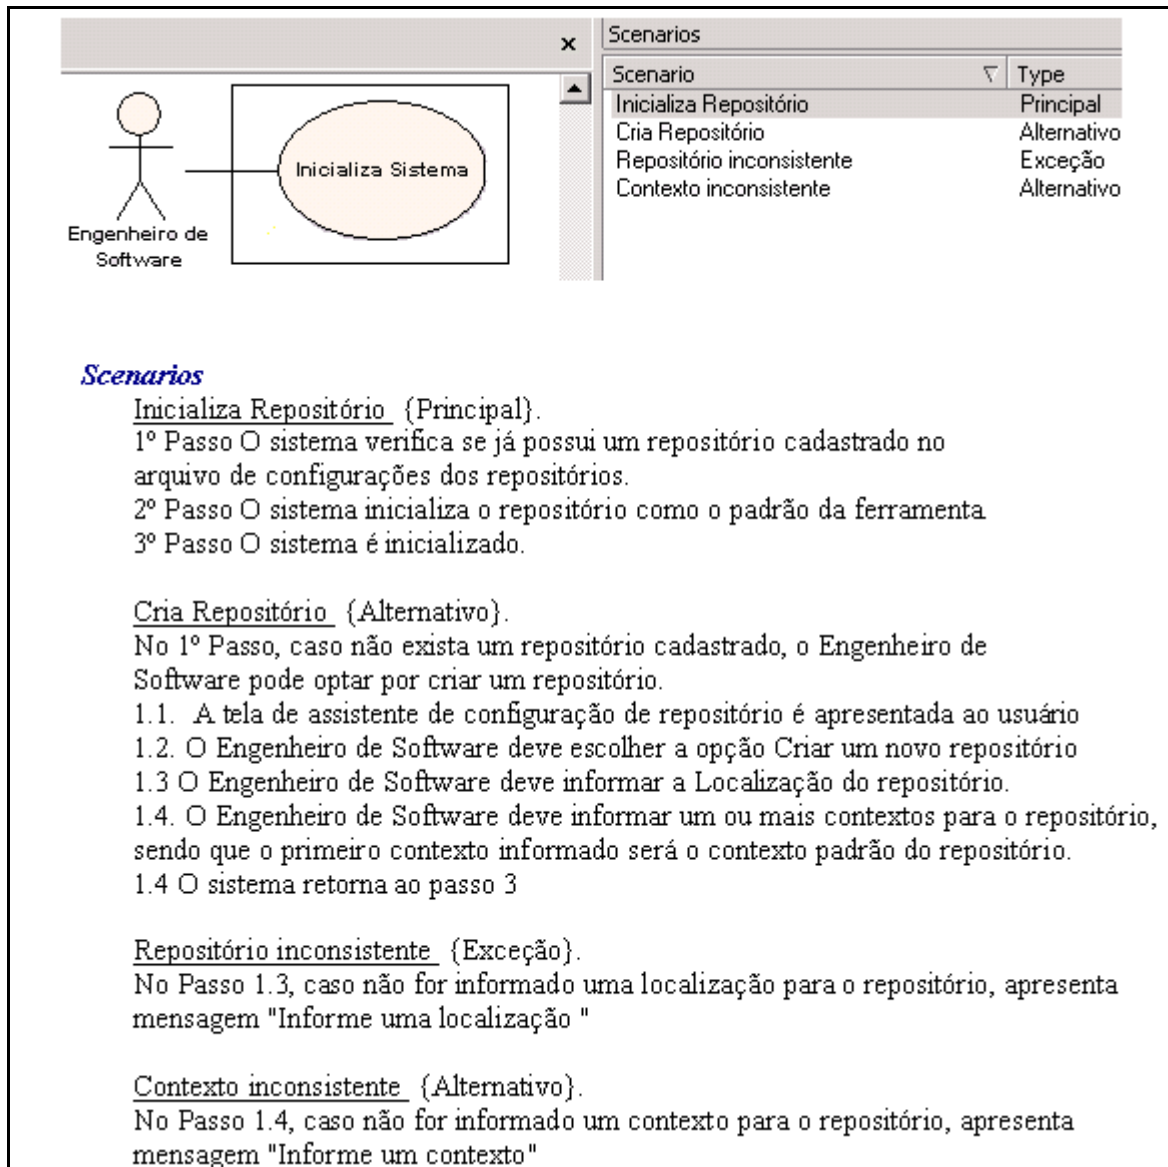 x
Scenarios
Scenario Type
Inicializa Repositório Principal
Cria Repositório Alternativo
Repositório inconsistente Exceção
Contexto inconsistente Alternativo
Inicializa Sistema
Engenheiro de
Software
Scenarios
Inicializa Repositório {Principal}.
1º Passo O sistema verifica se já possui um repositório cadastrado no
arquivo de configurações dos repositórios.
2º Passo O sistema inicializa o repositório como o padrão da ferramenta
3º Passo O sistema é inicializado.
Cria Repositório {Alternativo}.
No 1º Passo, caso não exista um repositório cadastrado, o Engenheiro de
Software pode optar por criar um repositório.
1.1. A tela de assistente de configuração de repositório é apresentada ao usuário
1.2. O Engenheiro de Software deve escolher a opção Criar um novo repositório
1.3 O Engenheiro de Software deve informar a Localização do repositório.
1.4. O Engenheiro de Software deve informar um ou mais contextos para o repositório,
sendo que o primeiro contexto informado será o contexto padrão do repositório.
1.4 O sistema retorna ao passo 3
Repositório inconsistente {Exceção}.
No Passo 1.3, caso não for informado uma localização para o repositório, apresenta
mensagem "Informe uma localização "
Contexto inconsistente {Alternativo}.
No Passo 1.4, caso não for informado um contexto para o repositório, apresenta
mensagem "Informe um contexto"